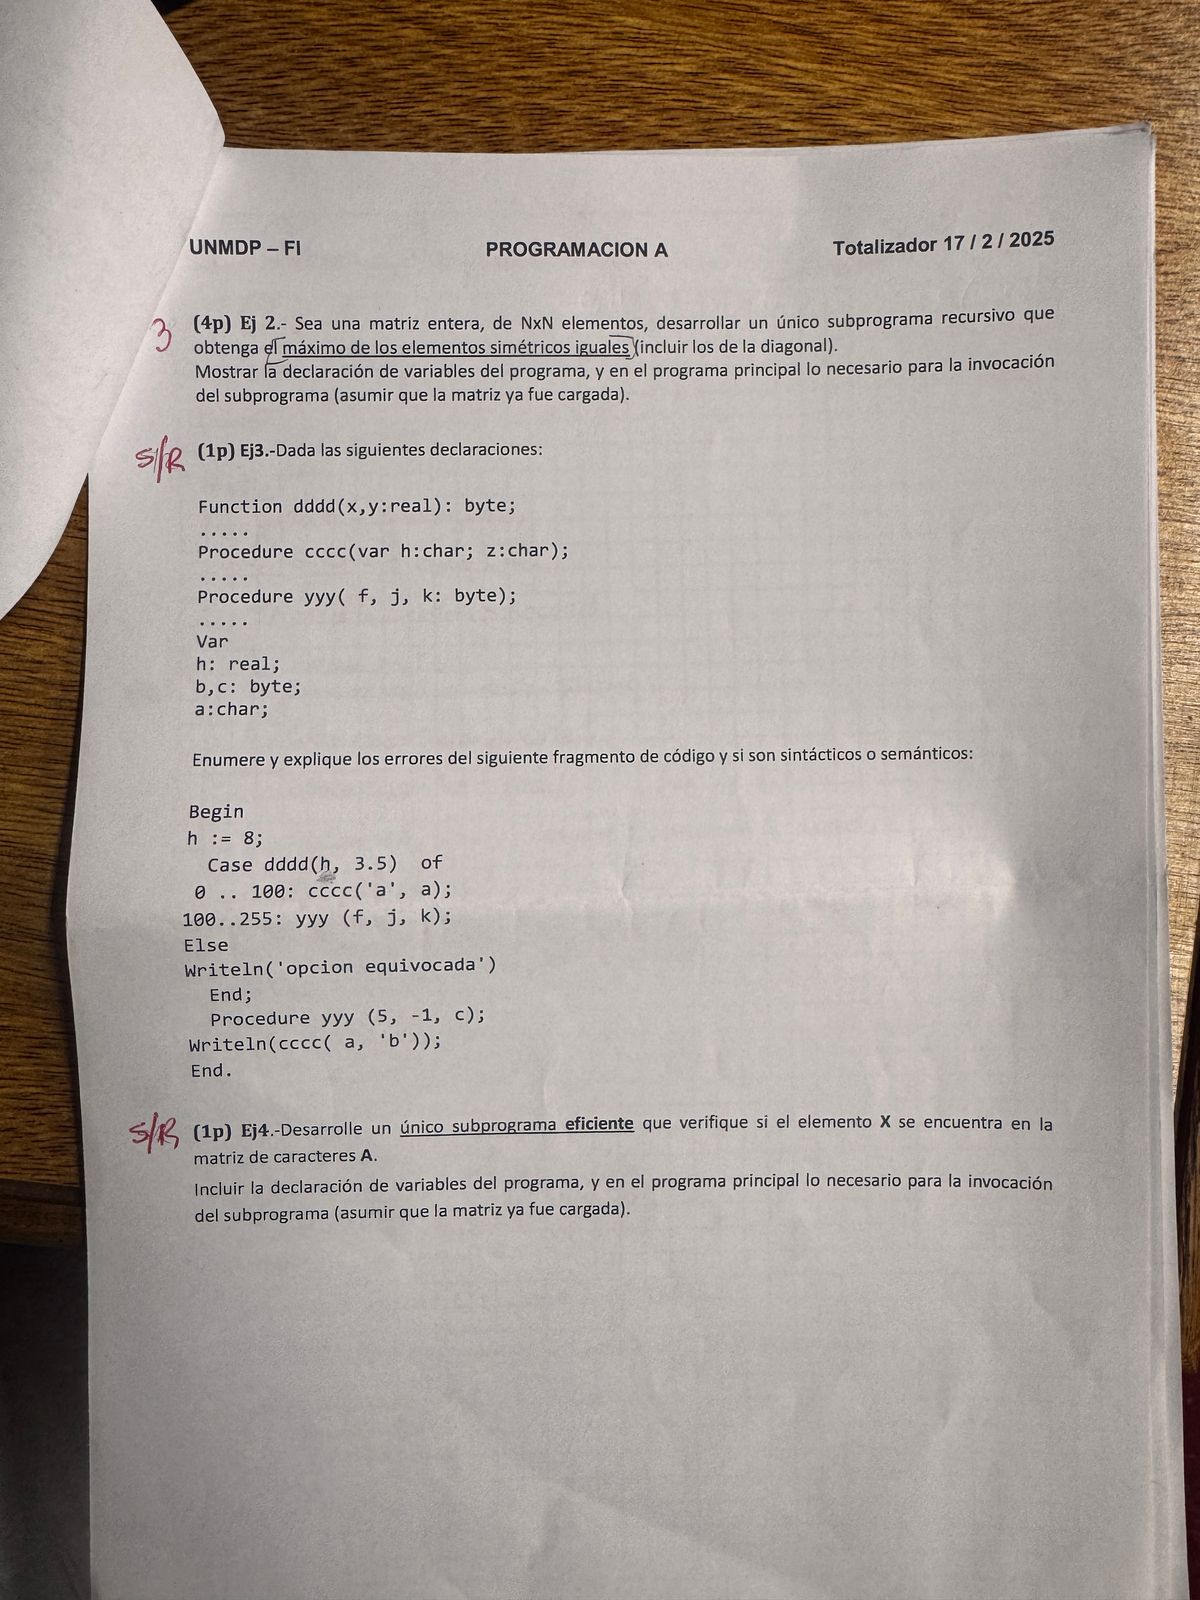 UNMDP – FI PROGRAMACION A Totalizador 17 / 2 / 2025
3 (4p) Ej 2.- Sea una matriz entera, de NxN elementos, desarrollar un único subprograma recursivo que
obtenga el máximo de los elementos simétricos iguales (incluir los de la diagonal).
Mostrar la declaración de variables del programa, y en el programa principal lo necesario para la invocación
del subprograma (asumir que la matriz ya fue cargada).
S/R (1p) Ej3.-Dada las siguientes declaraciones:
Function dddd(x,y:real): byte;
.....
Procedure cccc(var h:char; z:char);
.....
Procedure yyy( f, j, k: byte);
.....
Var
h: real;
b,c: byte;
a:char;
Enumere y explique los errores del siguiente fragmento de código y si son sintácticos o semánticos:
Begin
h := 8;
Case dddd(h, 3.5) of
0 .. 100: cccc('a', a);
100..255: yyy (f, j, k);
Else
Writeln('opcion equivocada')
End;
Procedure yyy (5, -1, c);
Writeln(cccc( a, 'b'));
End.
S/R (1p) Ej4.-Desarrolle un único subprograma eficiente que verifique si el elemento X se encuentra en la
matriz de caracteres A.
Incluir la declaración de variables del programa, y en el programa principal lo necesario para la invocación
del subprograma (asumir que la matriz ya fue cargada).